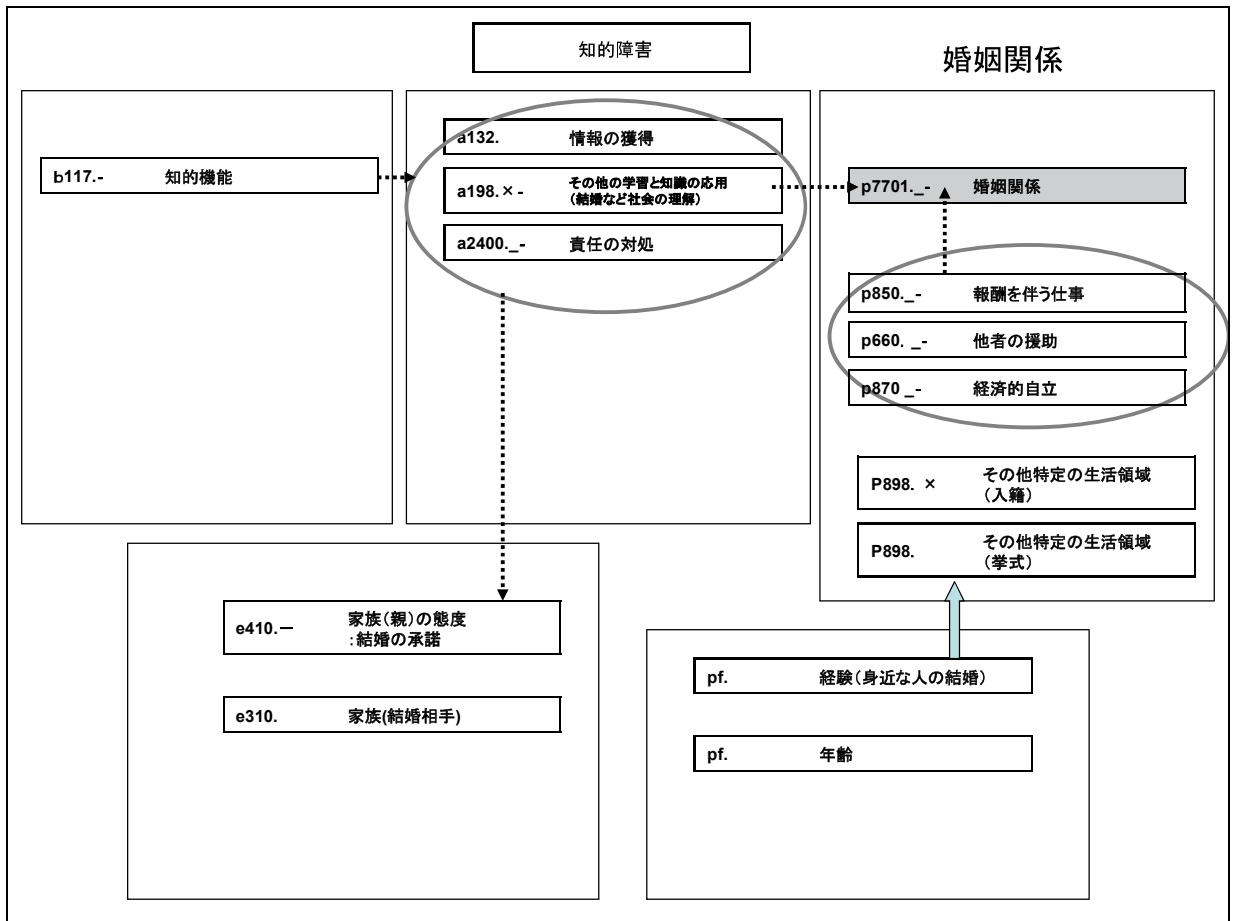 知的障害
婚姻関係
b117.- 知的機能
a132. 情報の獲得
a198.×- その他の学習と知識の応用
(結婚など社会の理解)
a2400._- 責任の対処
p7701._- 婚姻関係
p850._- 報酬を伴う仕事
p660. _- 他者の援助
p870 _- 経済的自立
P898. × その他特定の生活領域
(入籍)
P898. その他特定の生活領域
(挙式)
e410.ー 家族(親)の態度
:結婚の承諾
e310. 家族(結婚相手)
pf. 経験(身近な人の結婚)
pf. 年齢